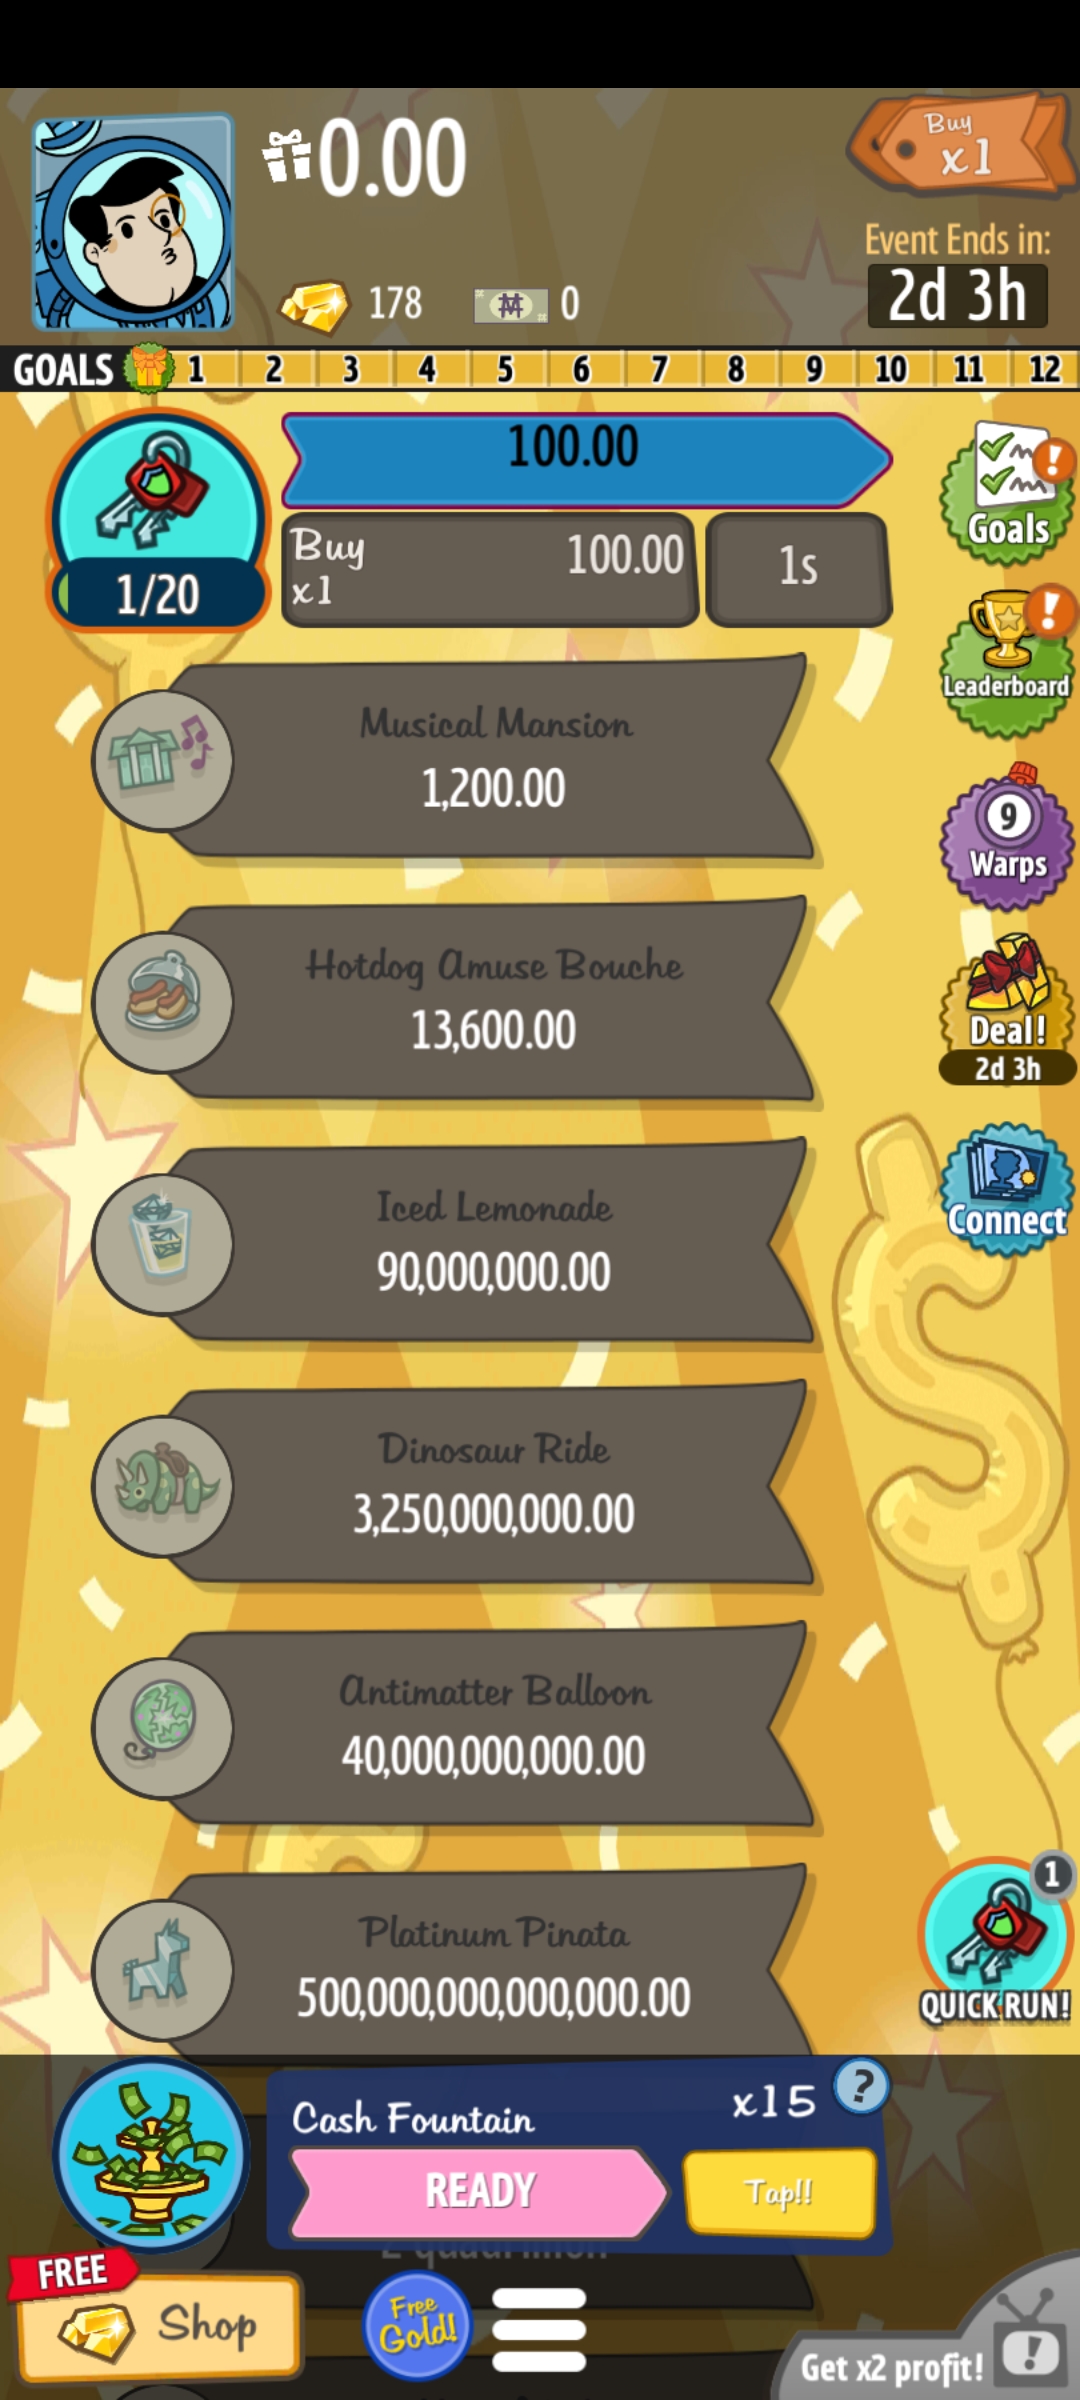 0.00
Buy
x1
Event Ends in:
178
0
2d 3h
GOALS 1 2 3 4 5 6 7 8 9 10 11 12
100.00
Buy
x1
100.00
1s
1/20
Goals
Musical Mansion
1,200.00
Leaderboard
9
Warps
Hotdog Amuse Bouche
13,600.00
Deal!
2d 3h
Iced Lemonade
90,000,000.00
Connect
Dinosaur Ride
3,250,000,000.00
Antimatter Balloon
40,000,000,000.00
Platinum Pinata
500,000,000,000,000.00
1
QUICK RUN!
Cash Fountain
x15
?
READY
Tap!!
FREE
Shop
Free
Gold!
Get x2 profit!